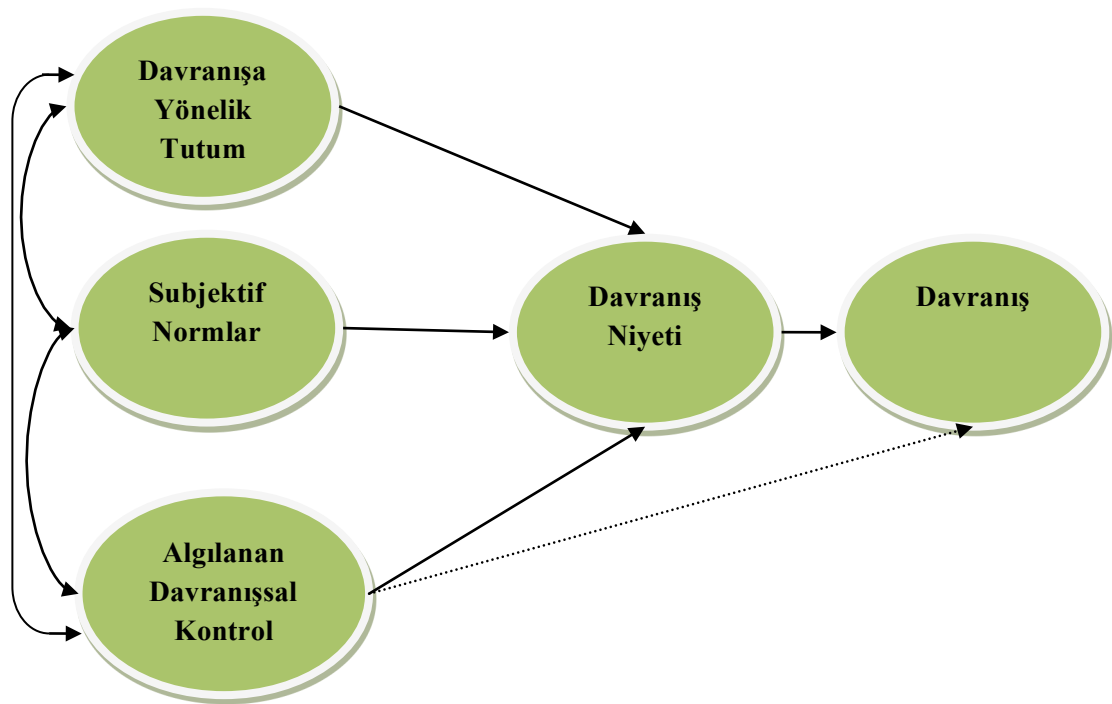 Davranışa
Yönelik
Tutum
Subjektif
Normlar
Davranış
Niyeti
Davranış
Algılanan
Davranışsal
Kontrol